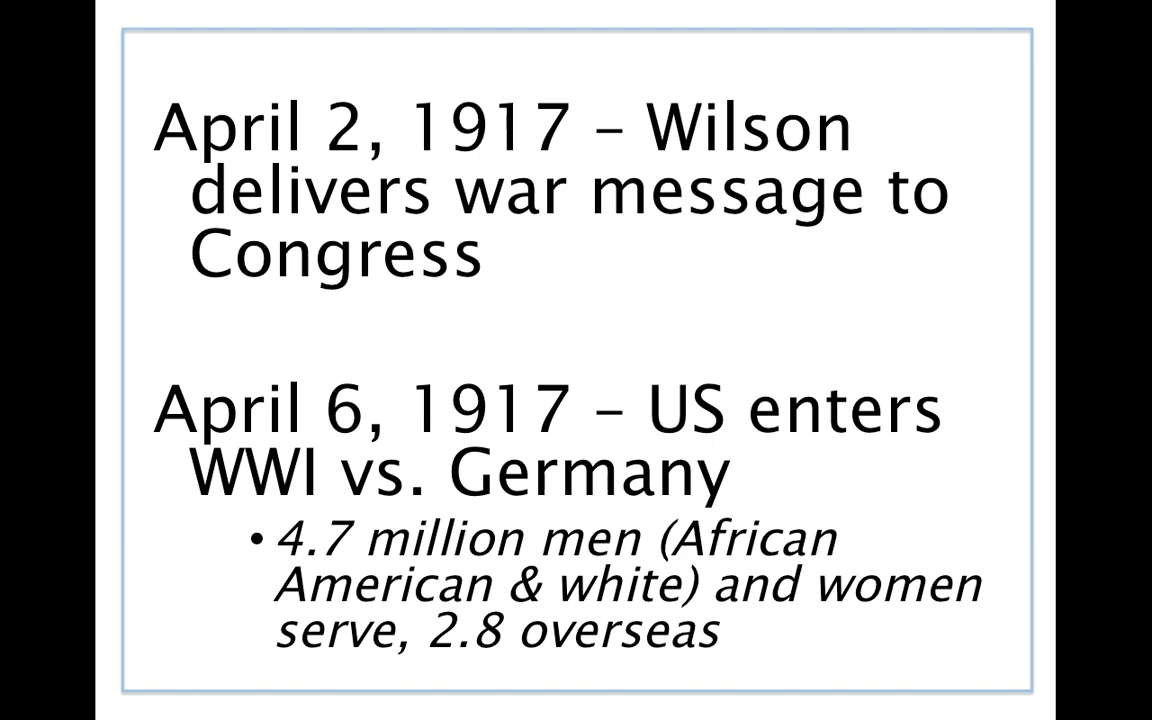 April 2, 1917 – Wilson
delivers war message to
Congress
April 6, 1917 – US enters
WWI vs. Germany
• 4.7 million men (African
American & white) and women
serve, 2.8 overseas